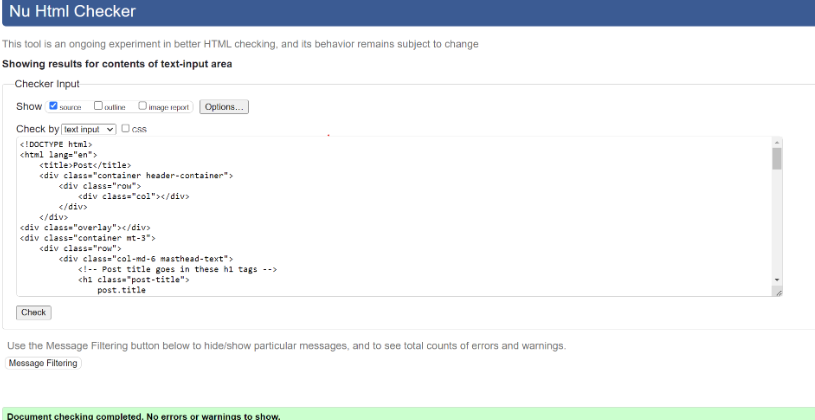 Nu Html Checker
This tool is an ongoing experiment in better HTML checking, and its behavior remains subject to change
Showing results for contents of text-input area
Checker Input
Show source outline image report Options...
Check by text input css
<!DOCTYPE html>
<html lang="en">
<title>Post</title>
<div class="container header-container">
<div class="row">
<div class="col"></div>
</div>
</div>
<div class="overlay"></div>
<div class="container mt-3">
<div class="row">
<div class="col-md-6 masthead-text">
<!-- Post title goes in these h1 tags -->
<h1 class="post-title">
post.title
Check
Use the Message Filtering button below to hide/show particular messages, and to see total counts of errors and warnings.
Message Filtering
Document checking completed. No errors or warnings to show.